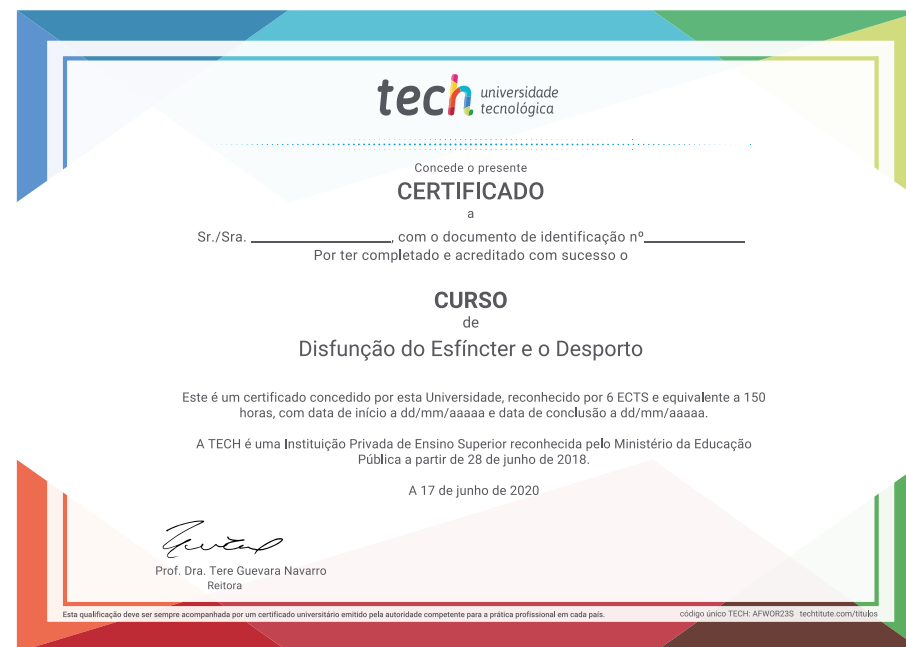 tech universidade
tecnológica
Concede o presente
CERTIFICADO
a
Sr./Sra. ________________, com o documento de identificação nº____________
Por ter completado e acreditado com sucesso o
CURSO
de
Disfunção do Esfíncter e o Desporto
Este é um certificado concedido por esta Universidade, reconhecido por 6 ECTS e equivalente a 150
horas, com data de início a dd/mm/aaaaa e data de conclusão a dd/mm/aaaaa.
A TECH é uma Instituição Privada de Ensino Superior reconhecida pelo Ministério da Educação
Pública a partir de 28 de junho de 2018.
A 17 de junho de 2020
Prof. Dra. Tere Guevara Navarro
Reitora
Esta qualificação deve ser sempre acompanhada por um certificado universitário emitido pela autoridade competente para a prática profissional em cada país.
código único TECH: AFWOR23S techtitute.com/titulos